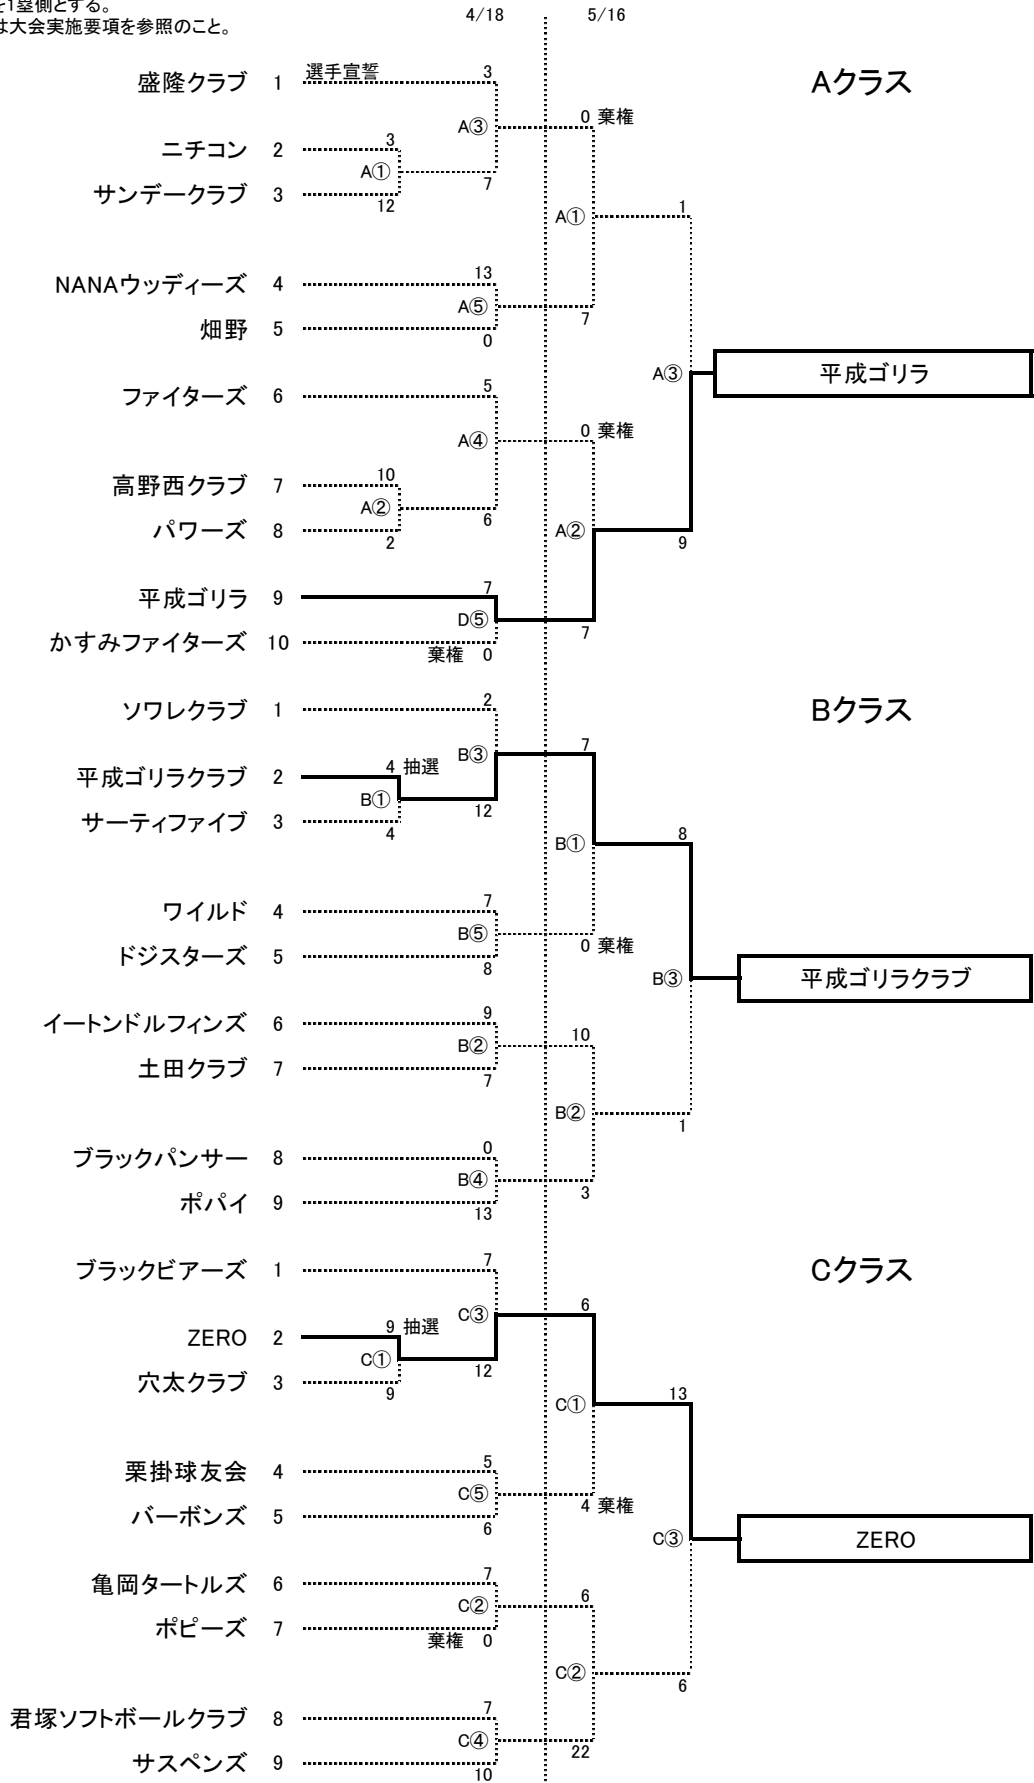 を1塁側とする。
は大会実施要項を参照のこと。
4/18 5/16
Aクラス
盛隆クラブ 1 選手宣誓 3
A③
0 棄権
ニチコン 2 3
A①
サンデークラブ 3 12
7
A①
1
NANAウッディーズ 4 13
A⑤
畑野 5 0
7
A③
平成ゴリラ
ファイターズ 6 5
A④
0 棄権
高野西クラブ 7 10
A②
パワーズ 8 2
6
A②
9
平成ゴリラ 9 7
D⑤
7
かすみファイターズ 10 棄権 0
Bクラス
ソワレクラブ 1 2
B③
7
平成ゴリラクラブ 2 4 抽選
B①
サーティファイブ 3 4
12
B①
8
ワイルド 4 7
B⑤
ドジスターズ 5 8
0 棄権
B③
平成ゴリラクラブ
イートンドルフィンズ 6 9
B②
土田クラブ 7 7
10
B②
1
ブラックパンサー 8 0
B④
ポパイ 9 13
3
Cクラス
ブラックビアーズ 1 7
C③
6
ZERO 2 9 抽選
C①
穴太クラブ 3 9
12
C①
13
栗掛球友会 4 5
C⑤
バーボンズ 5 6
4 棄権
C③
ZERO
亀岡タートルズ 6 7
C②
ポピーズ 7 棄権 0
6
C②
6
君塚ソフトボールクラブ 8 7
C④
サスペンズ 9 10
22